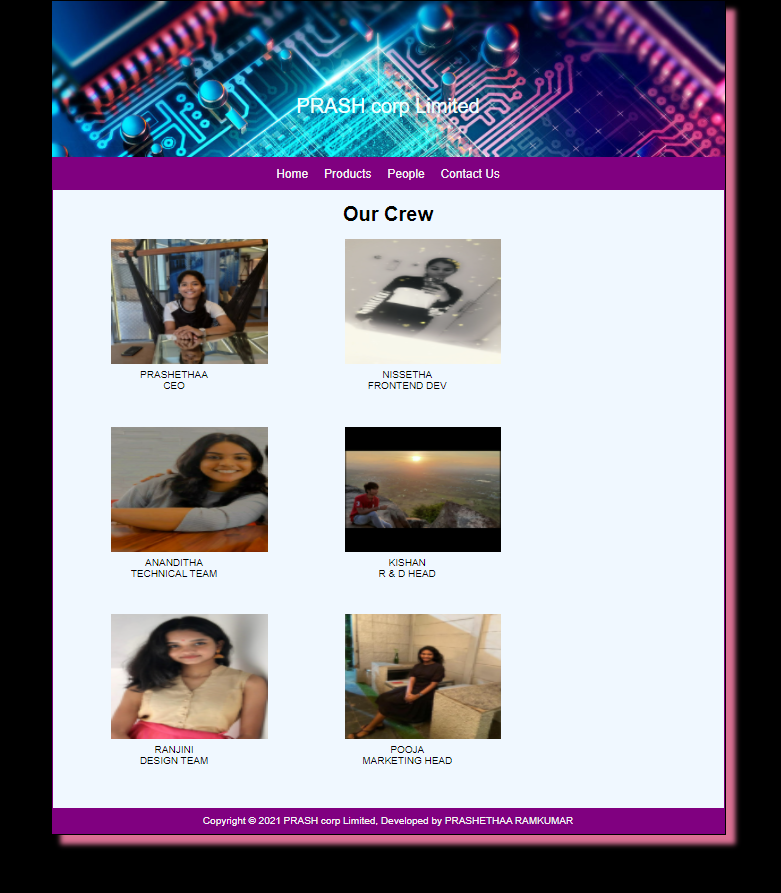 PRASH corp Limited
Home Products People Contact Us
Our Crew
PRASHETHAA
CEO
NISSETHA
FRONTEND DEV
ANANDITHA
TECHNICAL TEAM
KISHAN
R & D HEAD
RANJINI
DESIGN TEAM
POOJA
MARKETING HEAD
Copyright © 2021 PRASH corp Limited, Developed by PRASHETHAA RAMKUMAR